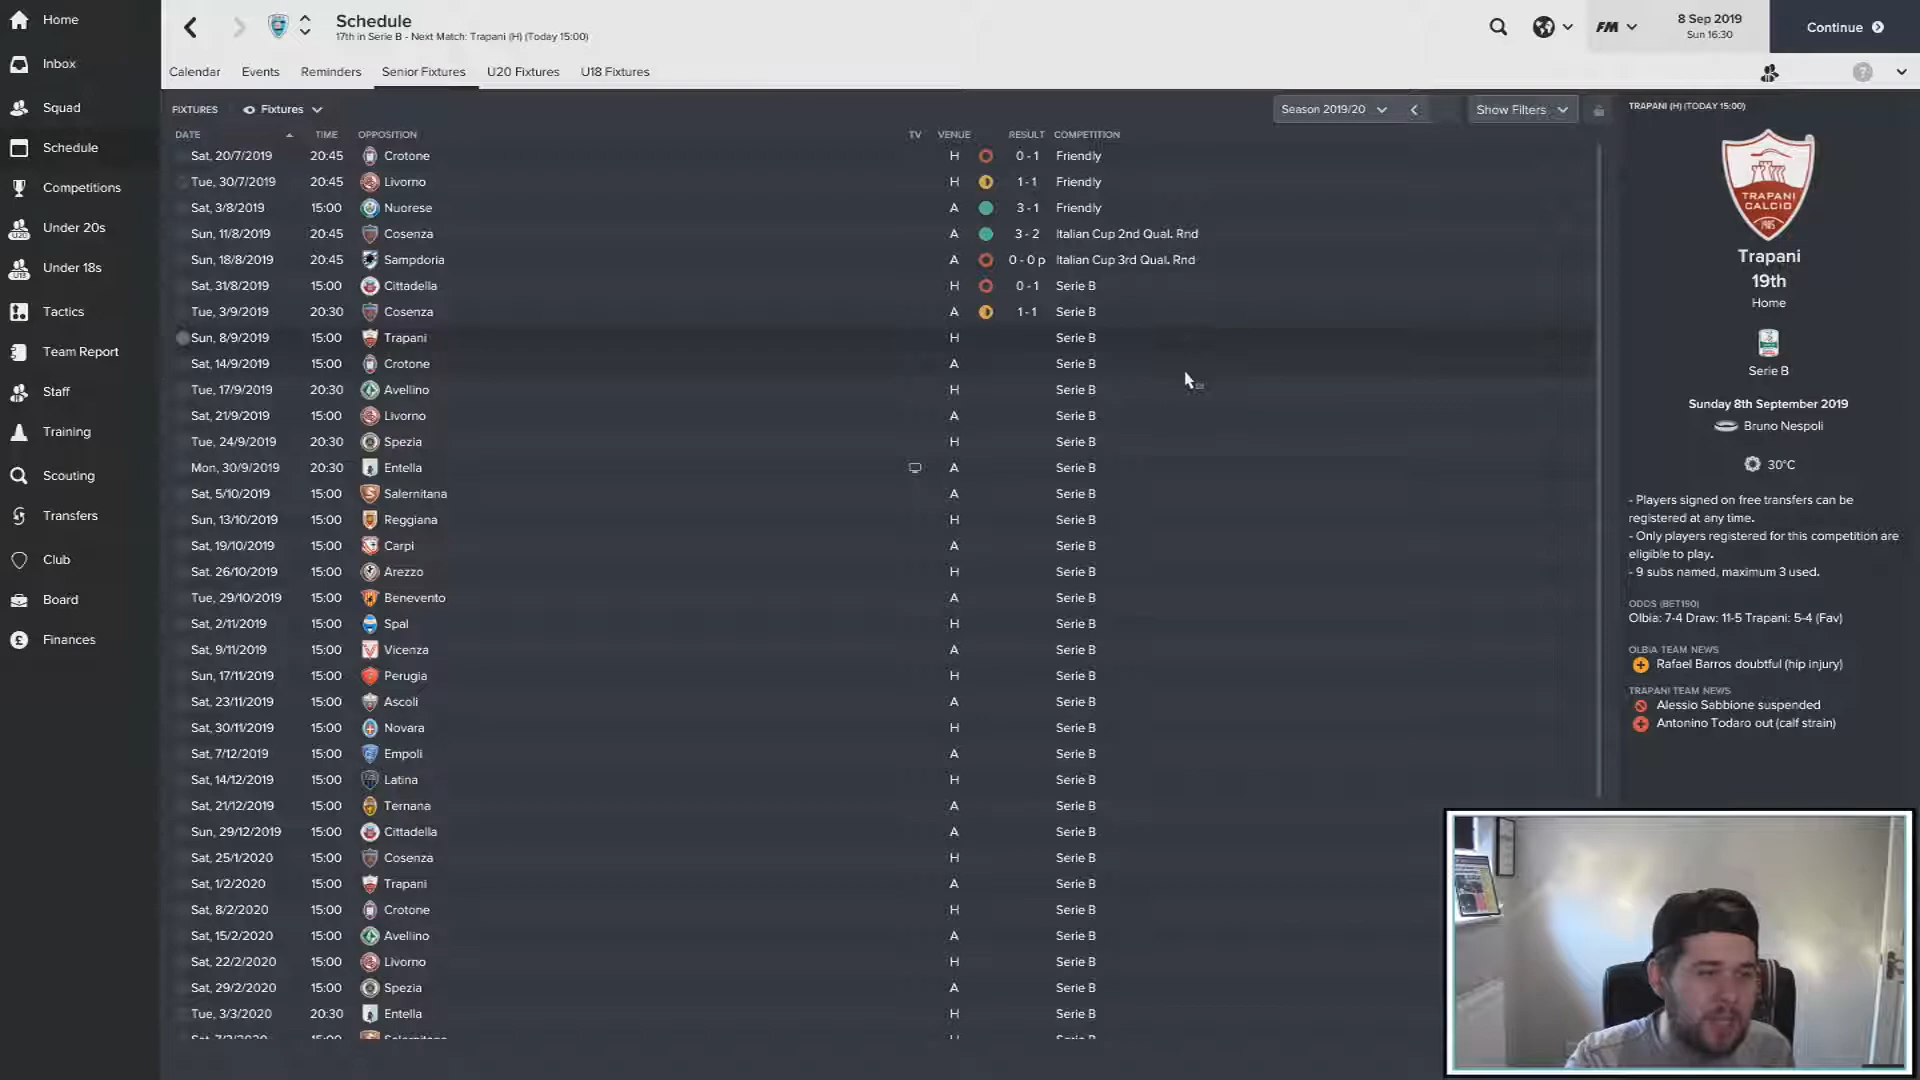 Home
Inbox
Squad
Schedule
Competitions
Under 20s
Under 18s
Tactics
Team Report
Staff
Training
Scouting
Transfers
Club
Board
Finances
Schedule
17th in Serie B - Next Match: Trapani (H) (Today 15:00)
FM
8 Sep 2019
Sun 16:30
Continue
Calendar Events Reminders Senior Fixtures U20 Fixtures U18 Fixtures
FIXTURES Fixtures Season 2019/20 Show Filters
DATE TIME OPPOSITION TV VENUE RESULT COMPETITION
Sat, 20/7/2019 20:45 Crotone H 0 - 1 Friendly
Tue, 30/7/2019 20:45 Livorno H 1 - 1 Friendly
Sat, 3/8/2019 15:00 Nuorese A 3 - 1 Friendly
Sun, 11/8/2019 20:45 Cosenza A 3 - 2 Italian Cup 2nd Qual. Rnd
Sun, 18/8/2019 20:45 Sampdoria A 0 - 0 p Italian Cup 3rd Qual. Rnd
Sat, 31/8/2019 15:00 Cittadella H 0 - 1 Serie B
Tue, 3/9/2019 20:30 Cosenza A 1 - 1 Serie B
Sun, 8/9/2019 15:00 Trapani H Serie B
Sat, 14/9/2019 15:00 Crotone A Serie B
Tue, 17/9/2019 20:30 Avellino H Serie B
Sat, 21/9/2019 15:00 Livorno A Serie B
Tue, 24/9/2019 20:30 Spezia H Serie B
Mon, 30/9/2019 20:30 Entella A Serie B
Sat, 5/10/2019 15:00 Salernitana A Serie B
Sun, 13/10/2019 15:00 Reggiana H Serie B
Sat, 19/10/2019 15:00 Carpi A Serie B
Sat, 26/10/2019 15:00 Arezzo H Serie B
Tue, 29/10/2019 15:00 Benevento A Serie B
Sat, 2/11/2019 15:00 Spal H Serie B
Sat, 9/11/2019 15:00 Vicenza A Serie B
Sun, 17/11/2019 15:00 Perugia H Serie B
Sat, 23/11/2019 15:00 Ascoli A Serie B
Sat, 30/11/2019 15:00 Novara H Serie B
Sat, 7/12/2019 15:00 Empoli A Serie B
Sat, 14/12/2019 15:00 Latina H Serie B
Sat, 21/12/2019 15:00 Ternana A Serie B
Sun, 29/12/2019 15:00 Cittadella A Serie B
Sat, 25/1/2020 15:00 Cosenza H Serie B
Sat, 1/2/2020 15:00 Trapani A Serie B
Sat, 8/2/2020 15:00 Crotone H Serie B
Sat, 15/2/2020 15:00 Avellino A Serie B
Sat, 22/2/2020 15:00 Livorno H Serie B
Sat, 29/2/2020 15:00 Spezia A Serie B
Tue, 3/3/2020 20:30 Entella H Serie B
Sat, 7/3/2020 15:00 Salernitana H Serie B
TRAPANI (H) (TODAY 15:00)
TRAPANI
CALCIO
1905
Trapani
19th
Home
Serie B
Sunday 8th September 2019
Bruno Nespoli
30°C
- Players signed on free transfers can be
registered at any time.
- Only players registered for this competition are
eligible to play.
- 9 subs named, maximum 3 used.
ODDS (BET190)
Olbia: 7-4 Draw: 11-5 Trapani: 5-4 (Fav)
OLBIA TEAM NEWS
Rafael Barros doubtful (hip injury)
TRAPANI TEAM NEWS
Alessio Sabbione suspended
Antonino Todaro out (calf strain)